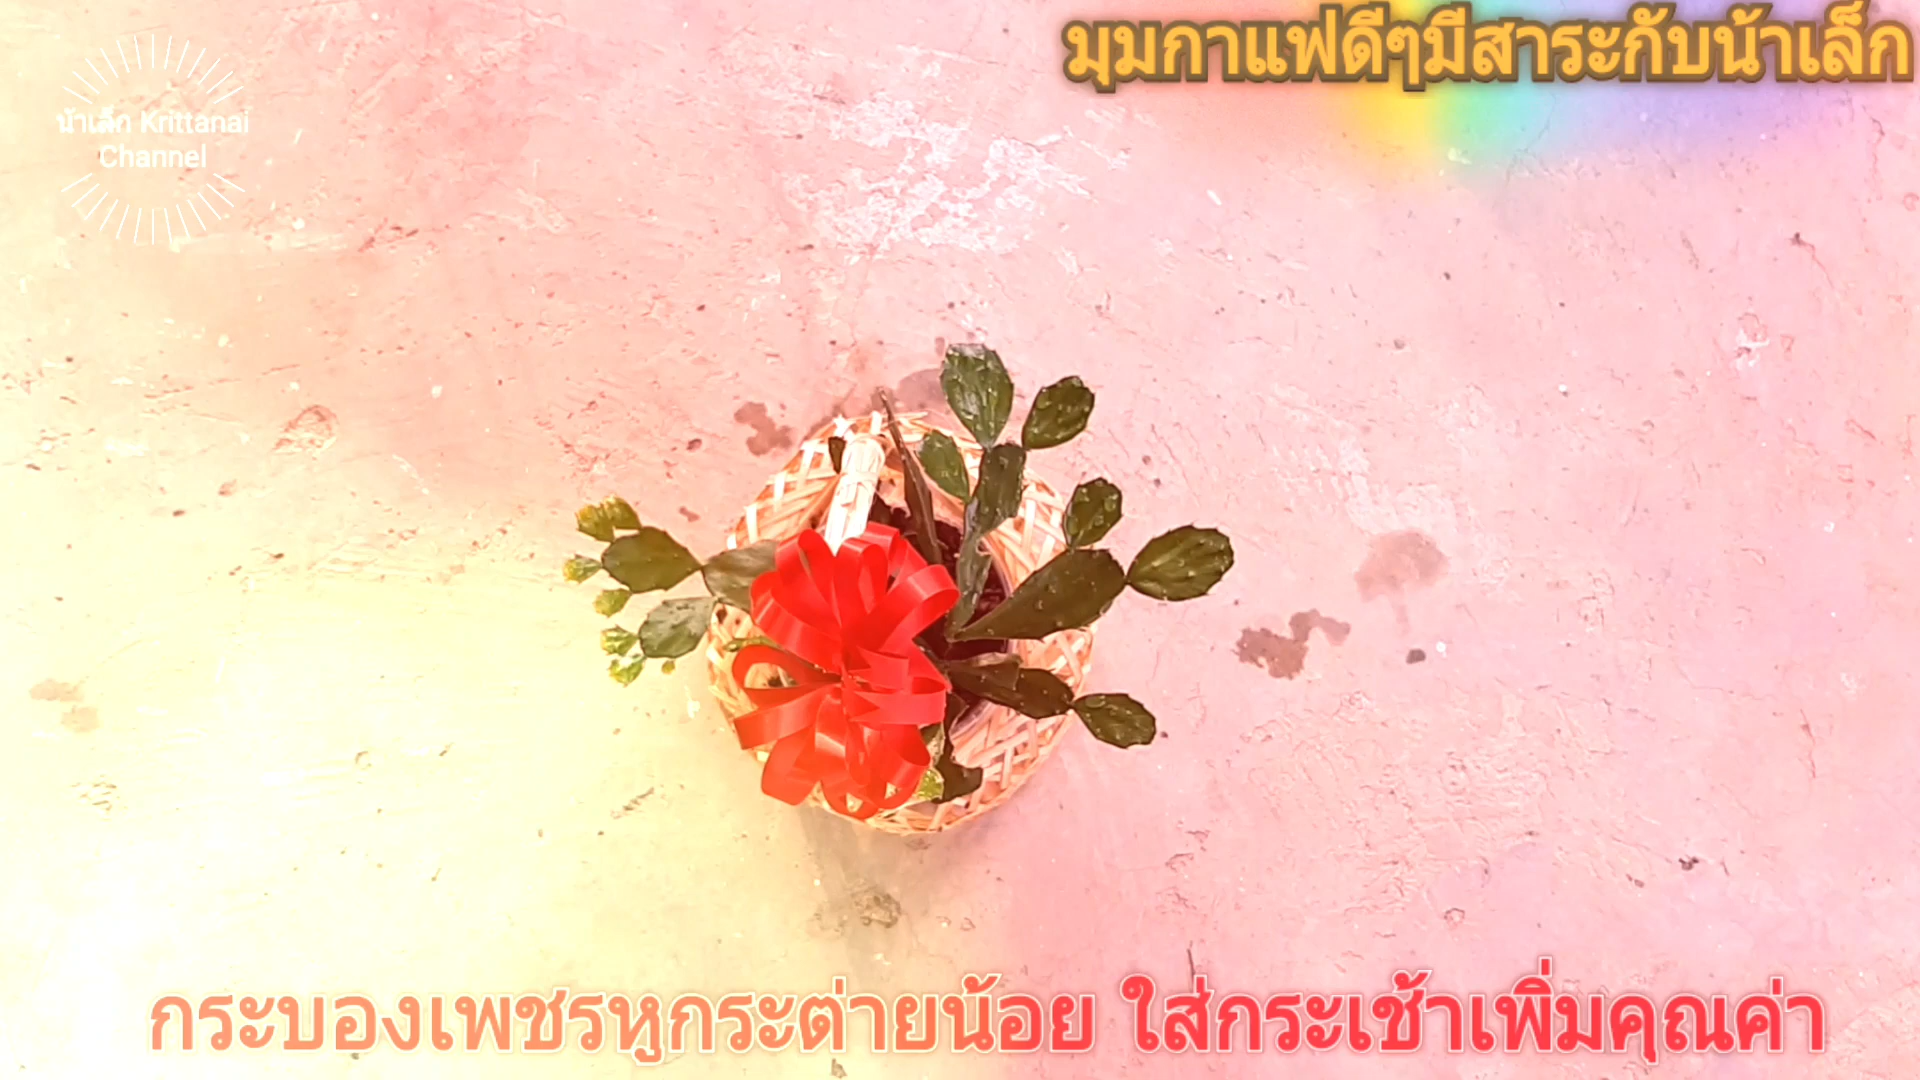 มุมกาแฟดีๆมีสาระกับน้าเล็ก
น้าเล็ก Krittanai
Channel
กระบองเพชรหูกระต่ายน้อย ใส่กระเช้าเพิ่มคุณค่า